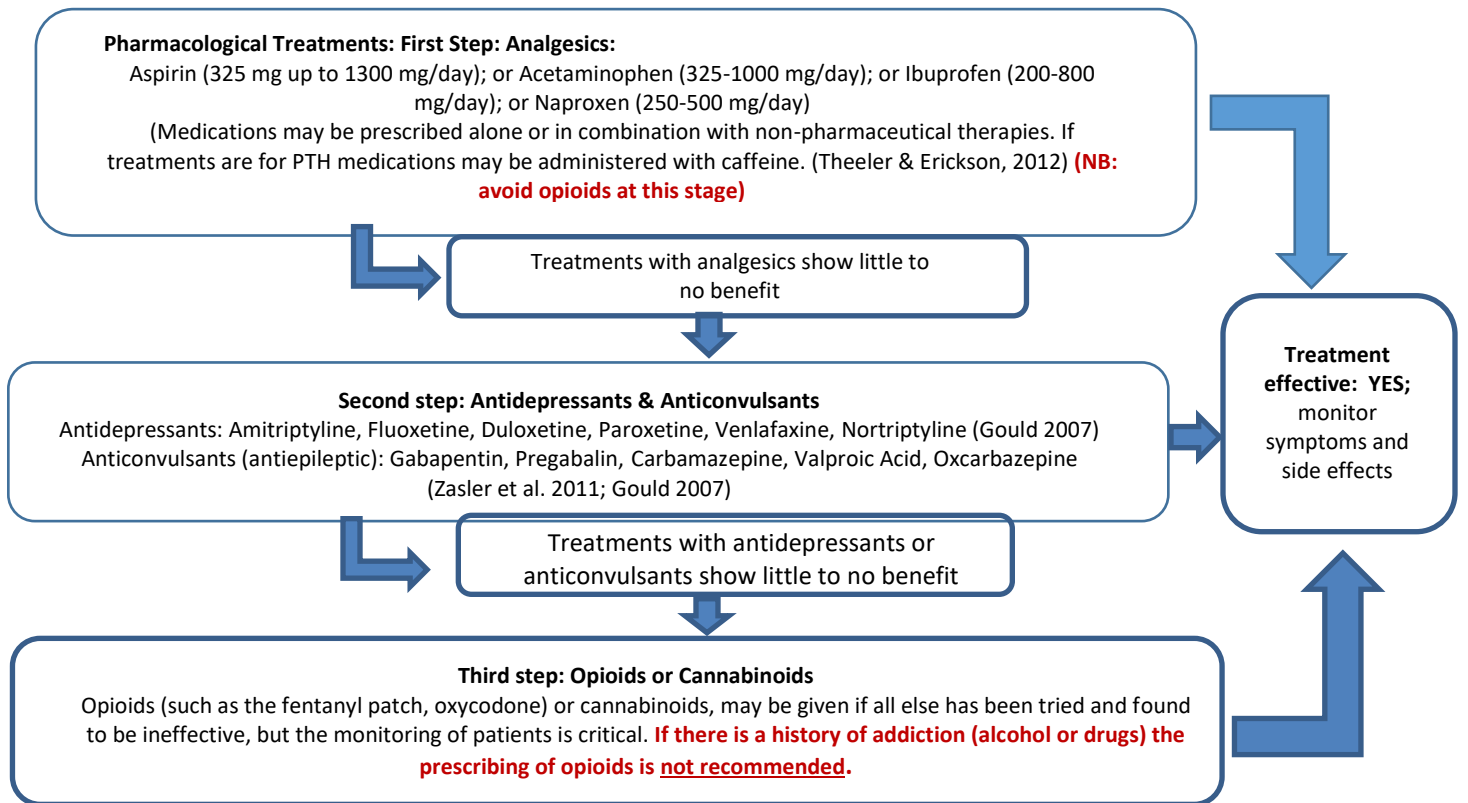 Pharmacological Treatments: First Step: Analgesics:
Aspirin (325 mg up to 1300 mg/day); or Acetaminophen (325-1000 mg/day); or Ibuprofen (200-800
mg/day); or Naproxen (250-500 mg/day)
(Medications may be prescribed alone or in combination with non-pharmaceutical therapies. If
treatments are for PTH medications may be administered with caffeine. (Theeler & Erickson, 2012) (NB:
avoid opioids at this stage)
Treatments with analgesics show little to
no benefit
Treatment
effective: YES;
monitor
symptoms and
side effects
Second step: Antidepressants & Anticonvulsants
Antidepressants: Amitriptyline, Fluoxetine, Duloxetine, Paroxetine, Venlafaxine, Nortriptyline (Gould 2007)
Anticonvulsants (antiepileptic): Gabapentin, Pregabalin, Carbamazepine, Valproic Acid, Oxcarbazepine
(Zasler et al. 2011; Gould 2007)
Treatments with antidepressants or
anticonvulsants show little to no benefit
Third step: Opioids or Cannabinoids
Opioids (such as the fentanyl patch, oxycodone) or cannabinoids, may be given if all else has been tried and found
to be ineffective, but the monitoring of patients is critical. If there is a history of addiction (alcohol or drugs) the
prescribing of opioids is not recommended.